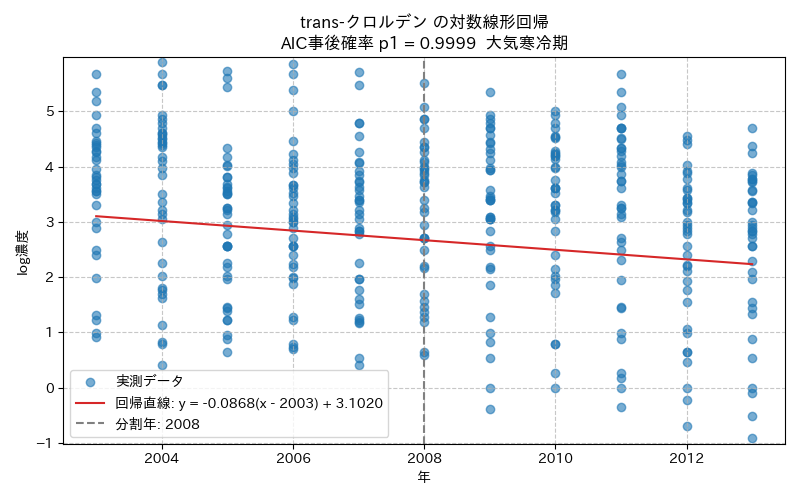 trans-クロルデン の対数線形回帰
AIC事後確率 p1 = 0.9999 大気寒冷期
log濃度
5
4
3
2
1
0
−1
実測データ
回帰直線: y = -0.0868(x - 2003) + 3.1020
分割年: 2008
2004
2006
2008
2010
2012
年